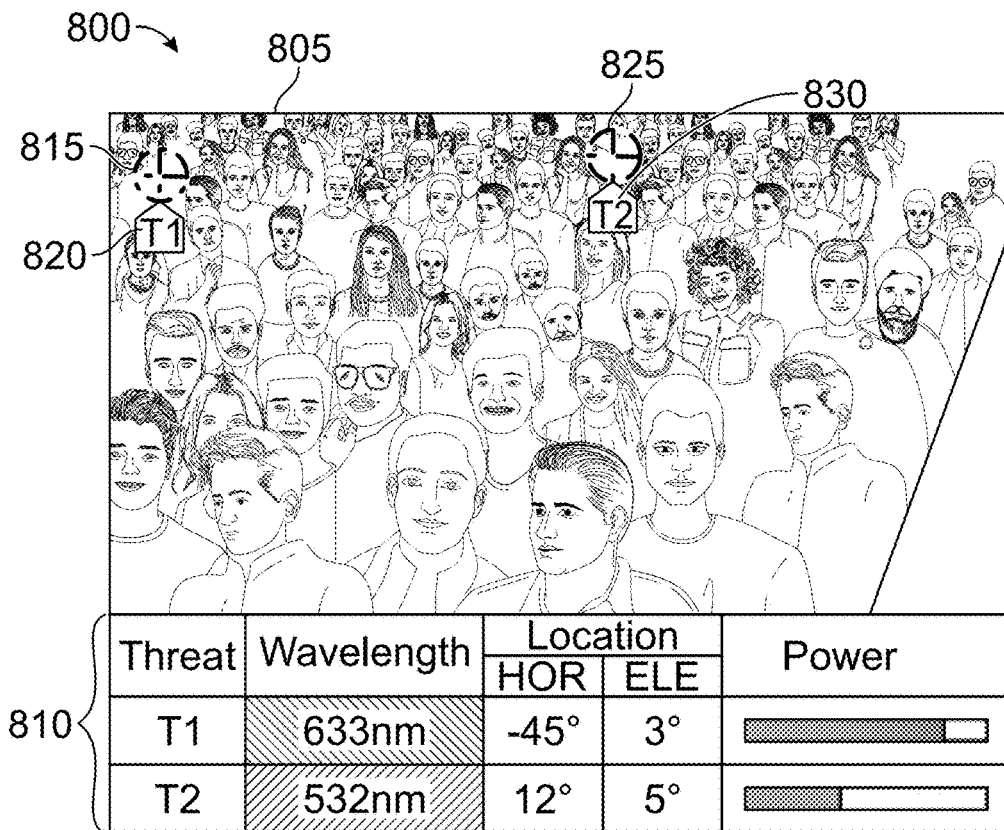 800
805
825
830
815
T1
T2
820
810
Threat Wavelength Location Power
HOR ELE
T1 633nm -45° 3°
T2 532nm 12° 5°